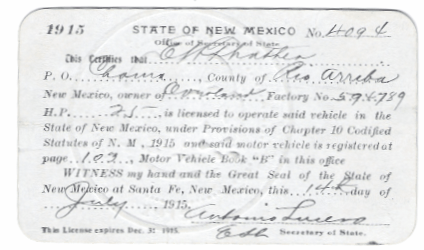 1915 STATE OF NEW MEXICO No. 4094
Office of Secretary of State.
This Certifies that
P. O. Chama, County of Rio Arriba
New Mexico, owner of Overland Factory No.
H. P. 25 is licensed to operate said vehicle in the
State of New Mexico, under Provisions of Chapter 10 Codified
Statutes of N. M. 1915 and said motor vehicle is registered at
page 102, Motor Vehicle Book "B" in this office
WITNESS my hand and the Great Seal of the State of
New Mexico at Santa Fe, New Mexico, this 14th day of
July 1915.
Antonio Lucero
This License expires Dec. 31 1915. Secretary of State.